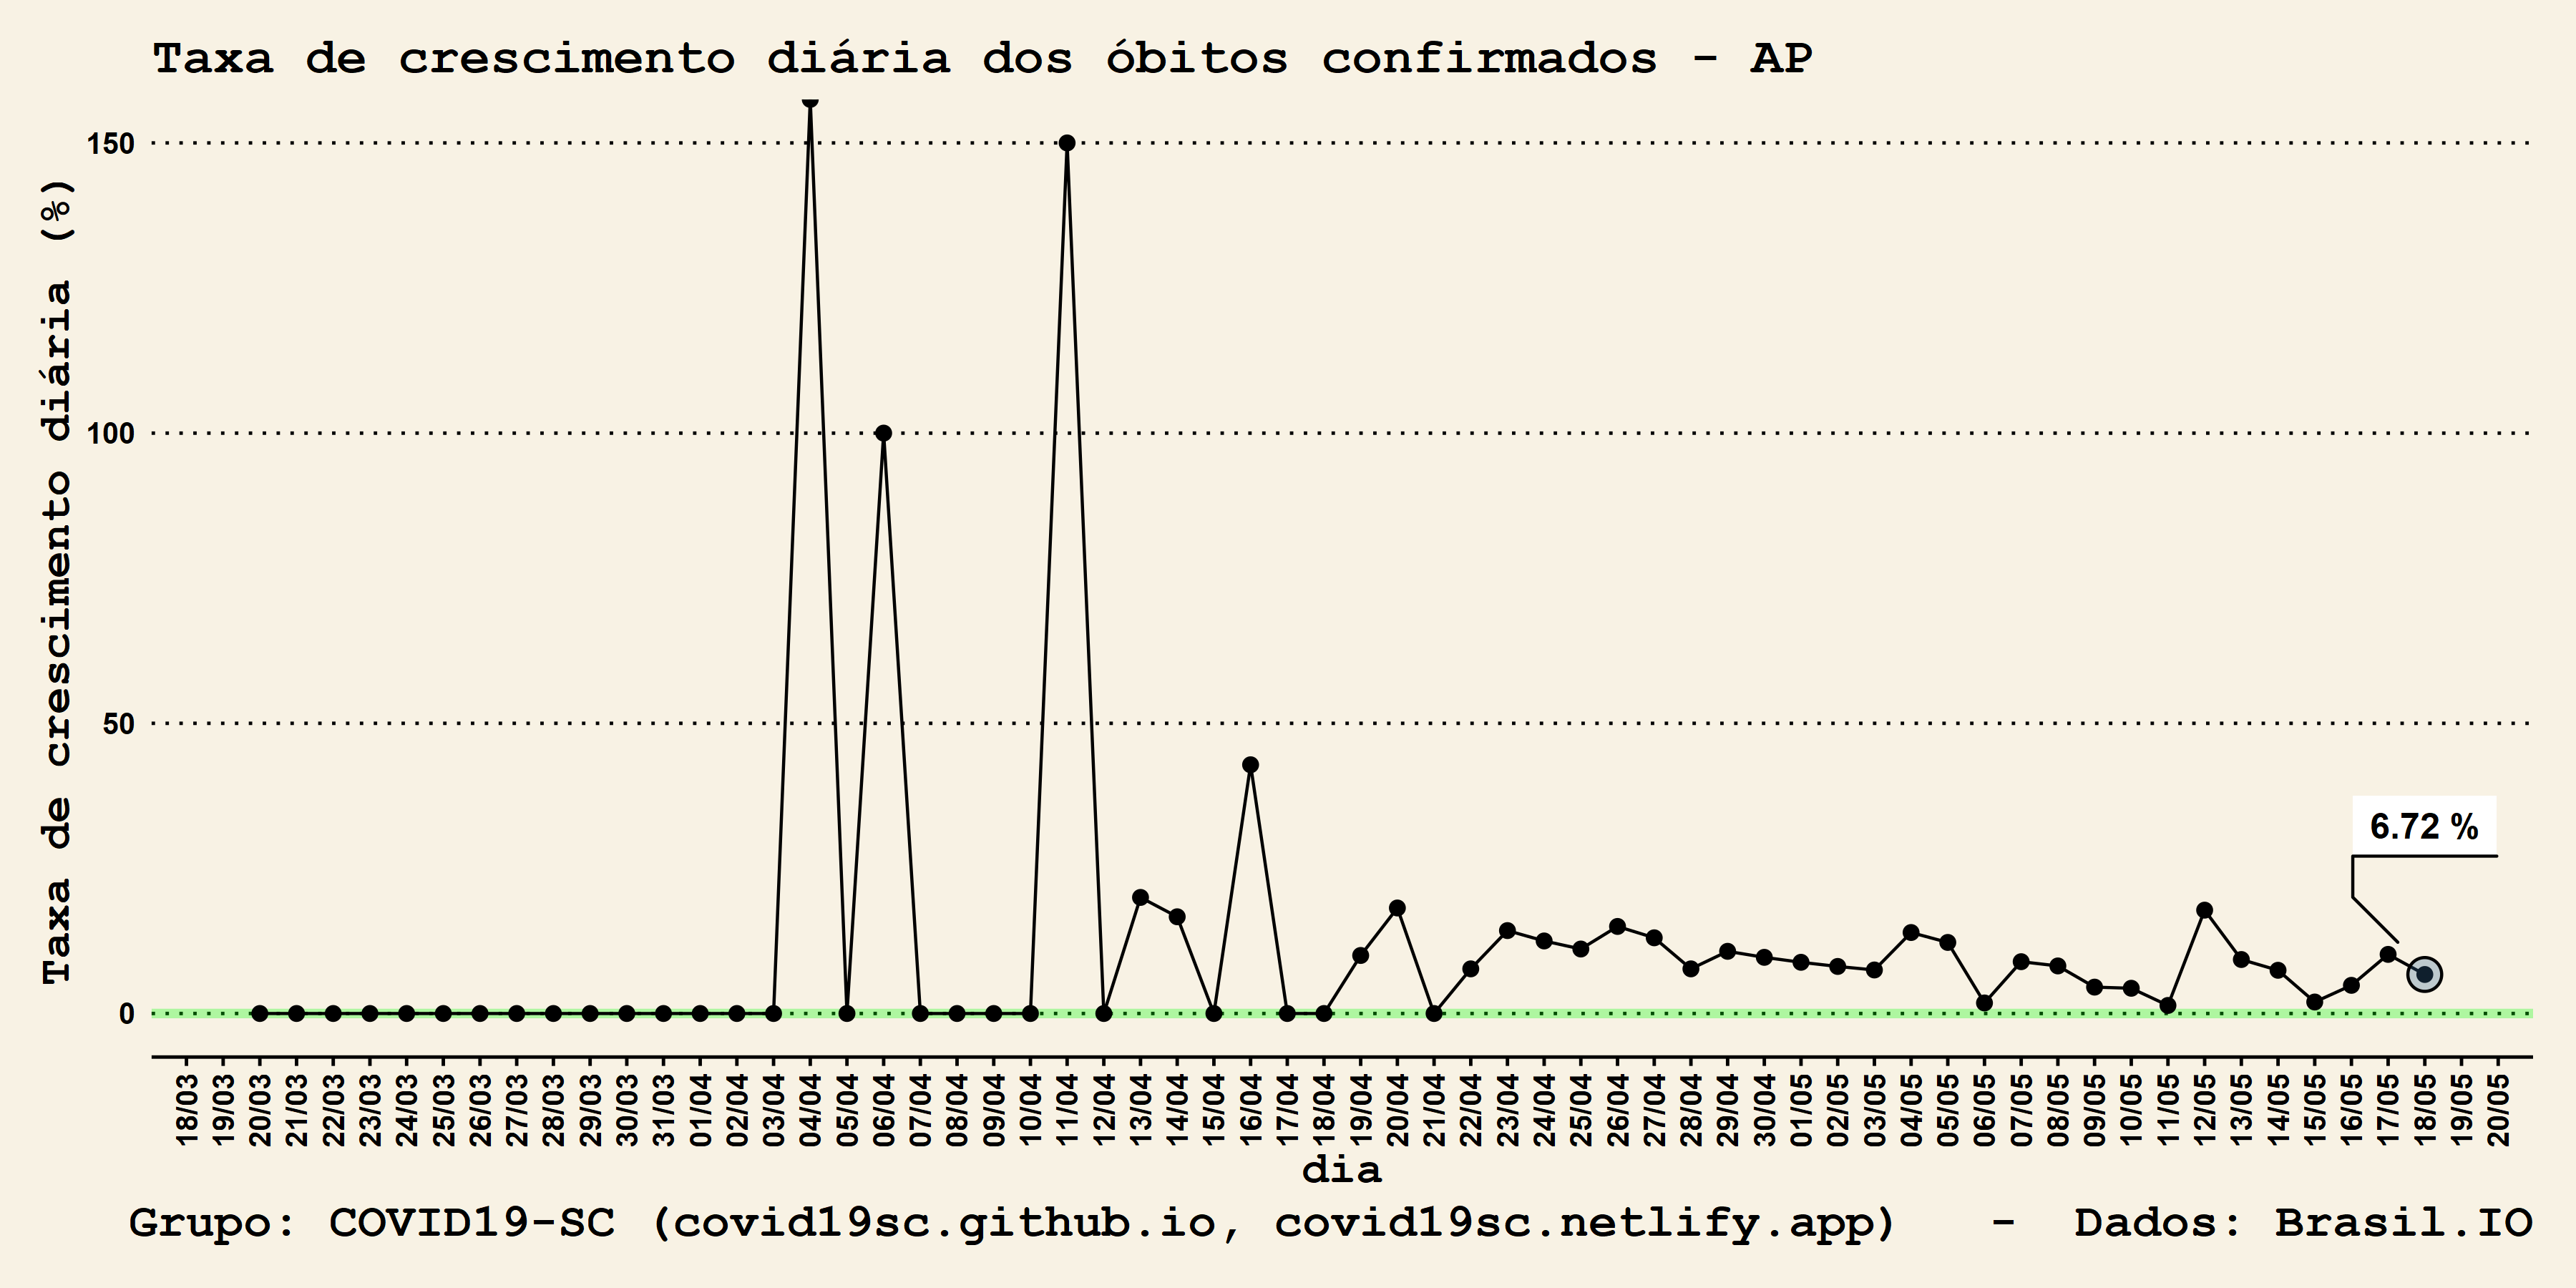 Taxa de crescimento diária dos óbitos confirmados - AP
Taxa de crescimento diária (%)
150
100
50
0
6.72 %
18/03 19/03 20/03 21/03 22/03 23/03 24/03 25/03 26/03 27/03 28/03 29/03 30/03 31/03 01/04 02/04 03/04 04/04 05/04 06/04 07/04 08/04 09/04 10/04 11/04 12/04 13/04 14/04 15/04 16/04 17/04 18/04 19/04 20/04 21/04 22/04 23/04 24/04 25/04 26/04 27/04 28/04 29/04 30/04 01/05 02/05 03/05 04/05 05/05 06/05 07/05 08/05 09/05 10/05 11/05 12/05 13/05 14/05 15/05 16/05 17/05 18/05 19/05 20/05
dia
Grupo: COVID19-SC (covid19sc.github.io, covid19sc.netlify.app) - Dados: Brasil.IO